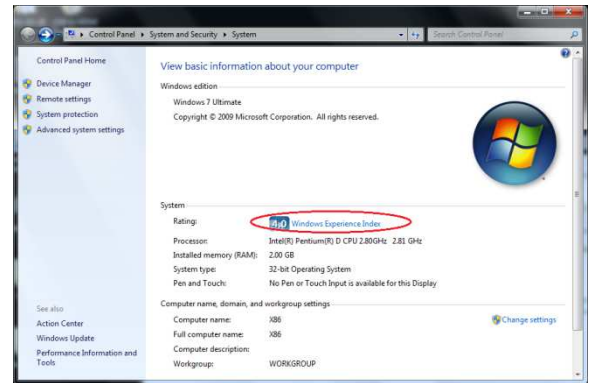 Control Panel ▸ System and Security ▸ System
Search Control Panel
Control Panel Home
Device Manager
Remote settings
System protection
Advanced system settings
See also
Action Center
Windows Update
Performance Information and
Tools
View basic information about your computer
Windows edition
Windows 7 Ultimate
Copyright © 2009 Microsoft Corporation. All rights reserved.
System
Rating: 4,0 Windows Experience Index
Processor: Intel(R) Pentium(R) D CPU 2.80GHz 2.81 GHz
Installed memory (RAM): 2.00 GB
System type: 32-bit Operating System
Pen and Touch: No Pen or Touch Input is available for this Display
Computer name, domain, and workgroup settings
Computer name: X86
Change settings
Full computer name: X86
Computer description:
Workgroup: WORKGROUP